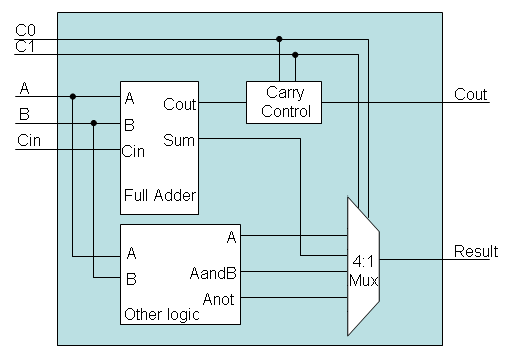 C0
C1
A
B
Cin
A
B
Cin
Cout
Sum
Full Adder
Carry
Control
Cout
A
B
A
AandB
Anot
Other logic
4:1
Mux
Result